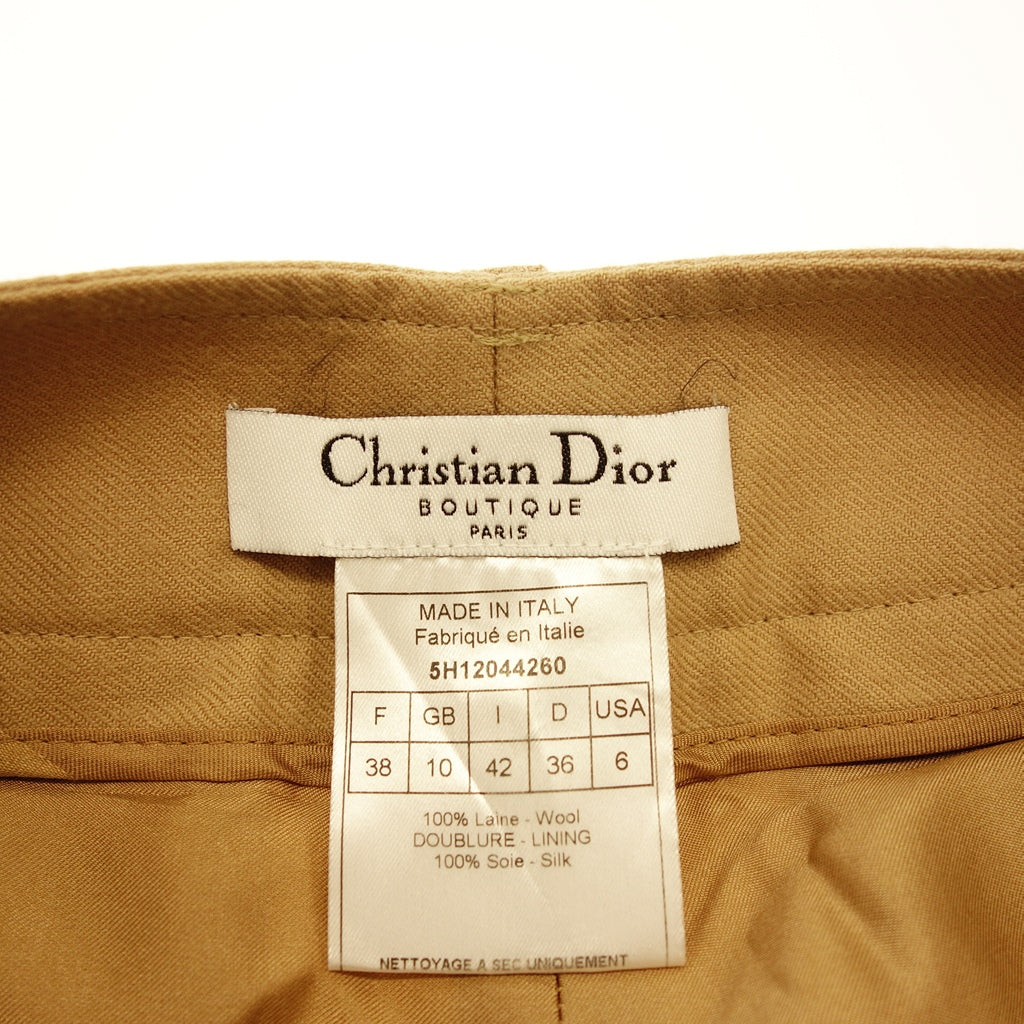 Christian Dior
BOUTIQUE
PARIS
MADE IN ITALY
Fabriqué en Italie
5H12044260
F GB I D USA
38 10 42 36 6
100% Laine - Wool
DOUBLURE - LINING
100% Soie - Silk
NETTOYAGE A SEC UNIQUEMENT